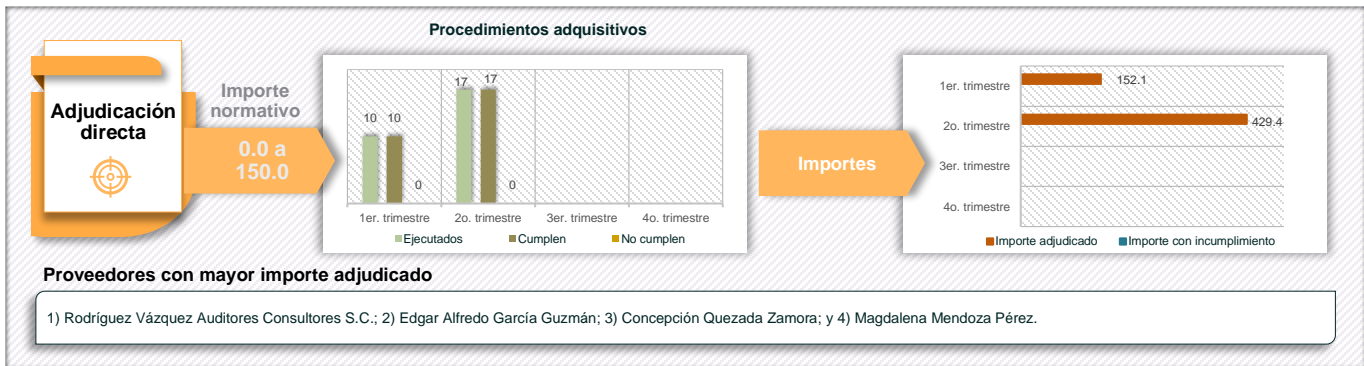 Procedimientos adquisitivos
Adjudicación
directa
Importe
normativo
0.0 a
150.0
10 10
0
17 17
0
1er. trimestre 2o. trimestre 3er. trimestre 4o. trimestre
Ejecutados Cumplen No cumplen
Importes
1er. trimestre 152.1
2o. trimestre 429.4
3er. trimestre
4o. trimestre
Importe adjudicado Importe con incumplimiento
Proveedores con mayor importe adjudicado
1) Rodríguez Vázquez Auditores Consultores S.C.; 2) Edgar Alfredo García Guzmán; 3) Concepción Quezada Zamora; y 4) Magdalena Mendoza Pérez.